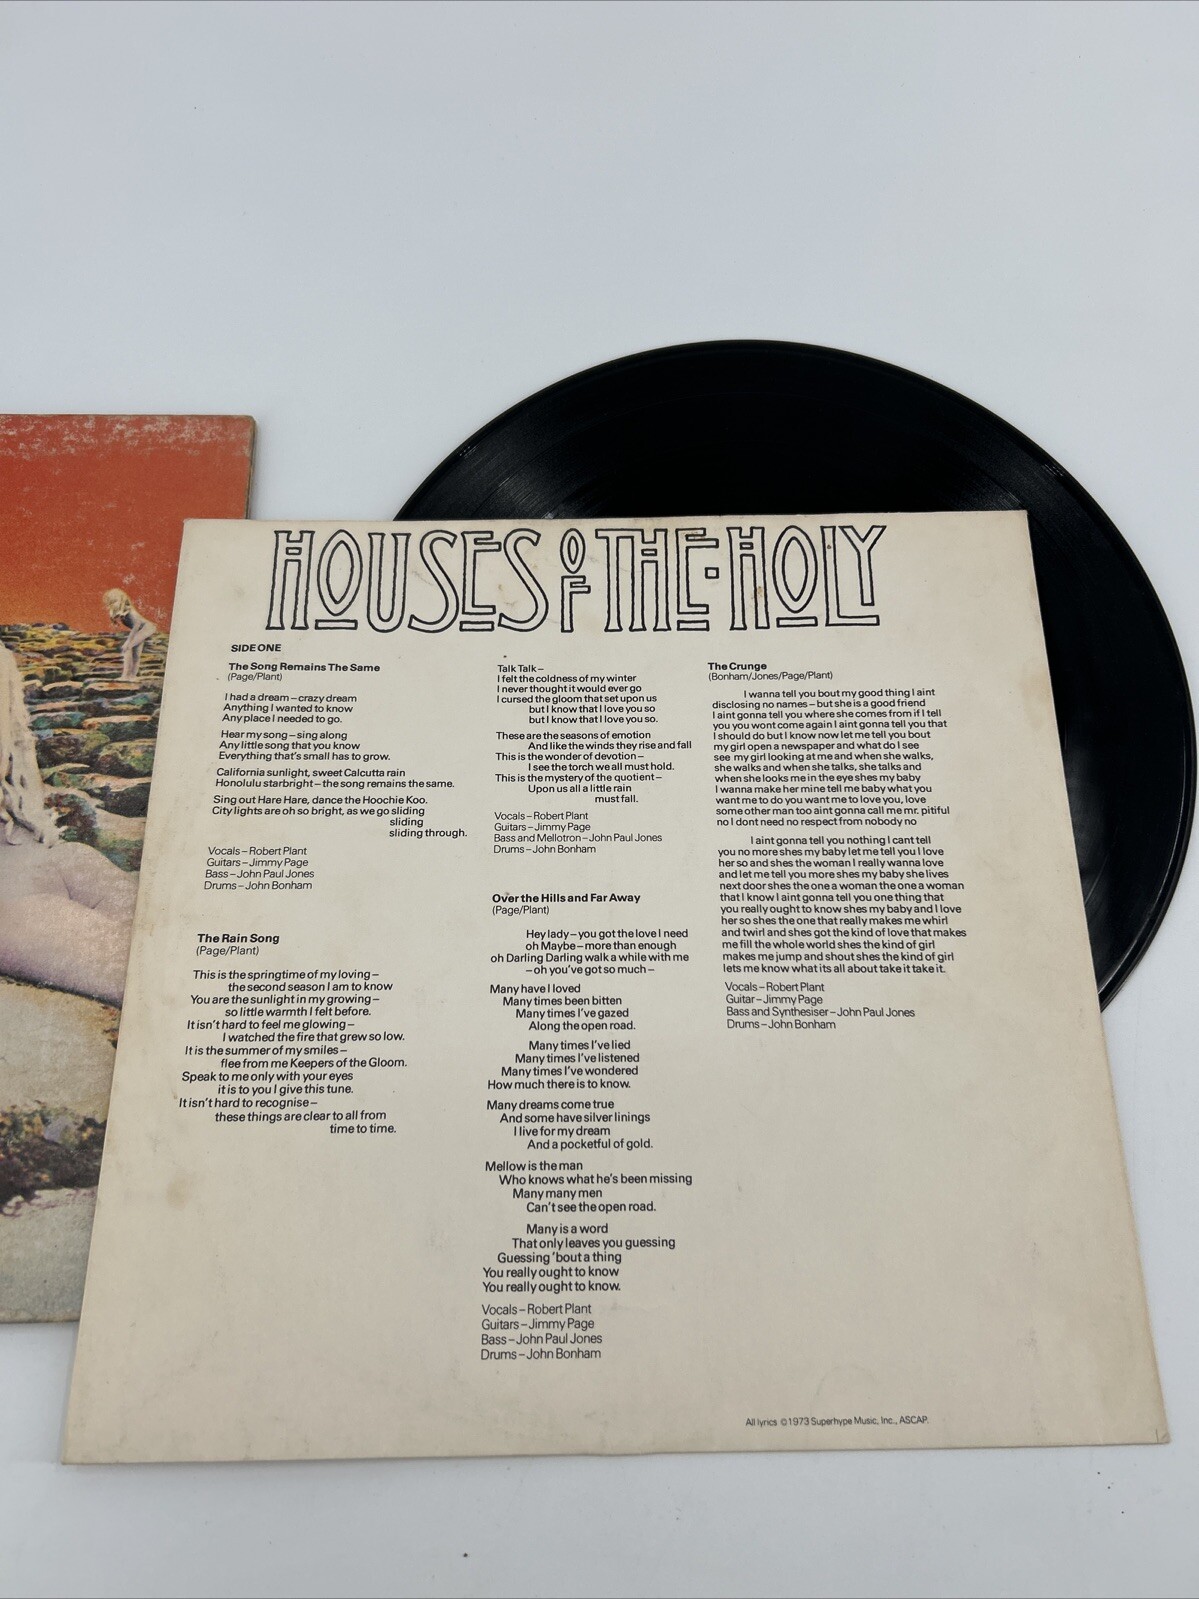 HOUSES OF THE·HOLY
SIDE ONE
The Song Remains The Same
(Page/Plant)
I had a dream – crazy dream
Anything I wanted to know
Any place I needed to go.
Hear my song – sing along
Any little song that you know
Everything that's small has to grow.
California sunlight, sweet Calcutta rain
Honolulu starbright – the song remains the same.
Sing out Hare Hare, dance the Hoochie Koo.
City lights are oh so bright, as we go sliding
sliding
sliding through.
Vocals – Robert Plant
Guitars – Jimmy Page
Bass – John Paul Jones
Drums – John Bonham
The Rain Song
(Page/Plant)
This is the springtime of my loving –
the second season I am to know
You are the sunlight in my growing –
so little warmth I felt before.
It isn't hard to feel me glowing –
I watched the fire that grew so low.
It is the summer of my smiles –
flee from me Keepers of the Gloom.
Speak to me only with your eyes
it is to you I give this tune.
It isn't hard to recognise –
these things are clear to all from
time to time.
Talk Talk –
I felt the coldness of my winter
I never thought it would ever go
I cursed the gloom that set upon us
but I know that I love you so
but I know that I love you so.
These are the seasons of emotion
And like the winds they rise and fall
This is the wonder of devotion –
I see the torch we all must hold.
This is the mystery of the quotient –
Upon us all a little rain
must fall.
Vocals – Robert Plant
Guitars – Jimmy Page
Bass and Mellotron – John Paul Jones
Drums – John Bonham
Over the Hills and Far Away
(Page/Plant)
Hey lady – you got the love I need
oh Maybe – more than enough
oh Darling Darling walk a while with me
– oh you've got so much –
Many have I loved
Many times been bitten
Many times I've gazed
Along the open road.
Many times I've lied
Many times I've listened
Many times I've wondered
How much there is to know.
Many dreams come true
And some have silver linings
I live for my dream
And a pocketful of gold.
Mellow is the man
Who knows what he's been missing
Many many men
Can't see the open road.
Many is a word
That only leaves you guessing
Guessing 'bout a thing
You really ought to know
You really ought to know.
Vocals – Robert Plant
Guitars – Jimmy Page
Bass – John Paul Jones
Drums – John Bonham
The Crunge
(Bonham/Jones/Page/Plant)
I wanna tell you bout my good thing I aint
disclosing no names – but she is a good friend
I aint gonna tell you where she comes from if I tell
you you wont come again I aint gonna tell you that
I should do but I know now let me tell you bout
my girl open a newspaper and what do I see
see my girl looking at me and when she walks,
she walks and when she talks, she talks and
when she looks me in the eye shes my baby
I wanna make her mine tell me baby what you
want me to do you want me to love you, love
some other man too aint gonna call me mr. pitiful
no I dont need no respect from nobody no
I aint gonna tell you nothing I cant tell
you no more shes my baby let me tell you I love
her so and shes the woman I really wanna love
and let me tell you more shes my baby she lives
next door shes the one a woman the one a woman
that I know I aint gonna tell you one thing that
you really ought to know shes my baby and I love
her so shes the one that really makes me whirl
and twirl and shes got the kind of love that makes
me fill the whole world shes the kind of girl
makes me jump and shout shes the kind of girl
lets me know what its all about take it take it.
Vocals – Robert Plant
Guitar – Jimmy Page
Bass and Synthesiser – John Paul Jones
Drums – John Bonham
All lyrics ©1973 Superhype Music, Inc., ASCAP.